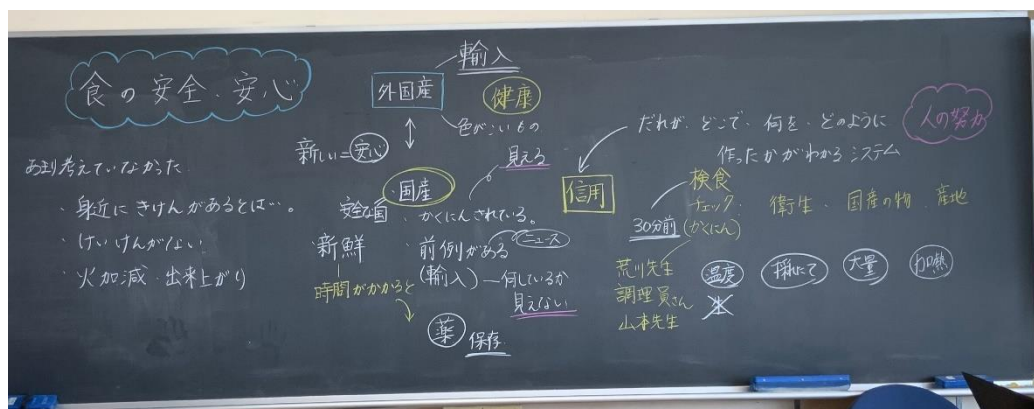 食の安全・安心
あまり考えていなかった
・身近にきけんがあるとは…。
・けいけんがない
・火加減・出来上がり
輸入
外国産
健康
色がこいもの
新しい=安心
国産
安全な国
見える
・かくにんされている。
・新鮮
・前例がある
ニュース
時間がかかると
(輸入)―何しているか
見えない
薬
保存
信用
だれが、どこで、何を、どのように
作ったかがわかるシステム
人の努力
検食
チェック・衛生・国産の物・産地
30分前
(かくにん)
荒川先生
調理員さん
山本先生
温度
採れたて
大量
加熱
生